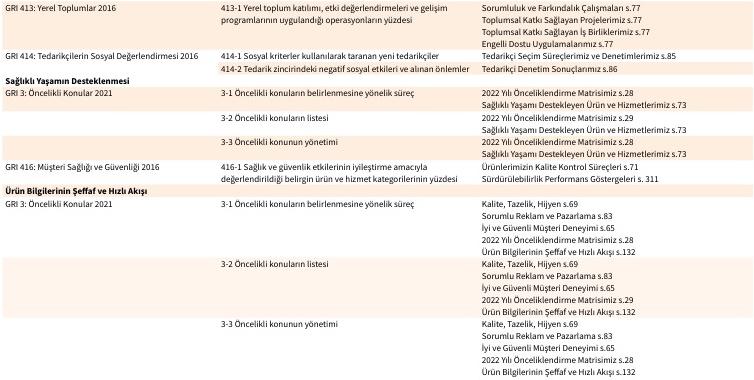 GRI 413: Yerel Toplumlar 2016 413-1 Yerel toplum katılımı, etki değerlendirmeleri ve gelişim Sorumluluk ve Farkındalık Çalışmaları s.77
programlarının uygulandığı operasyonların yüzdesi Toplumsal Katkı Sağlayan Projelerimiz s.77
Toplumsal Katkı Sağlayan İş Birliklerimiz s.77
Engelli Dostu Uygulamalarımız s.77
GRI 414: Tedarikçilerin Sosyal Değerlendirmesi 2016 414-1 Sosyal kriterler kullanılarak taranan yeni tedarikçiler Tedarikçi Seçim Süreçlerimiz ve Denetimlerimiz s.85
414-2 Tedarik zincirindeki negatif sosyal etkileri ve alınan önlemler Tedarikçi Denetim Sonuçlarımız s.86
Sağlıklı Yaşamın Desteklenmesi
GRI 3: Öncelikli Konular 2021 3-1 Öncelikli konuların belirlenmesine yönelik süreç 2022 Yılı Önceliklendirme Matrisimiz s.28
Sağlıklı Yaşamı Destekleyen Ürün ve Hizmetlerimiz s.73
3-2 Öncelikli konuların listesi 2022 Yılı Önceliklendirme Matrisimiz s.29
Sağlıklı Yaşamı Destekleyen Ürün ve Hizmetlerimiz s.73
3-3 Öncelikli konunun yönetimi 2022 Yılı Önceliklendirme Matrisimiz s.28
Sağlıklı Yaşamı Destekleyen Ürün ve Hizmetlerimiz s.73
GRI 416: Müşteri Sağlığı ve Güvenliği 2016 416-1 Sağlık ve güvenlik etkilerinin iyileştirme amacıyla Ürünlerimizin Kalite Kontrol Süreçleri s.71
değerlendirildiği belirgin ürün ve hizmet kategorilerinin yüzdesi Sürdürülebilirlik Performans Göstergeleri s. 311
Ürün Bilgilerinin Şeffaf ve Hızlı Akışı
GRI 3: Öncelikli Konular 2021 3-1 Öncelikli konuların belirlenmesine yönelik süreç Kalite, Tazelik, Hijyen s.69
Sorumlu Reklam ve Pazarlama s.83
İyi ve Güvenli Müşteri Deneyimi s.65
2022 Yılı Önceliklendirme Matrisimiz s.28
Ürün Bilgilerinin Şeffaf ve Hızlı Akışı s.132
3-2 Öncelikli konuların listesi Kalite, Tazelik, Hijyen s.69
Sorumlu Reklam ve Pazarlama s.83
İyi ve Güvenli Müşteri Deneyimi s.65
2022 Yılı Önceliklendirme Matrisimiz s.29
Ürün Bilgilerinin Şeffaf ve Hızlı Akışı s.132
3-3 Öncelikli konunun yönetimi Kalite, Tazelik, Hijyen s.69
Sorumlu Reklam ve Pazarlama s.83
İyi ve Güvenli Müşteri Deneyimi s.65
2022 Yılı Önceliklendirme Matrisimiz s.28
Ürün Bilgilerinin Şeffaf ve Hızlı Akışı s.132